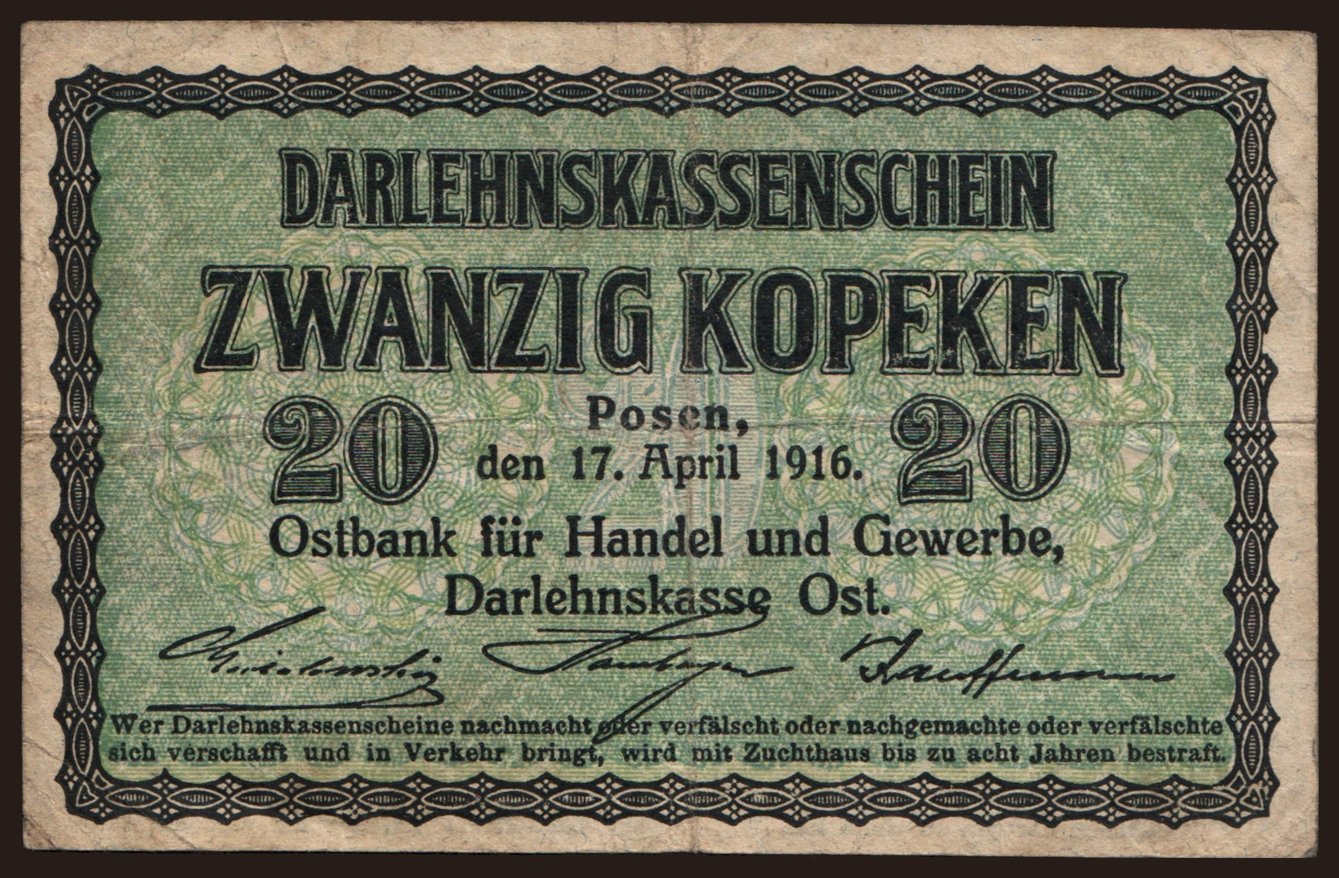 DARLEHNSKASSENSCHEIN
ZWANZIG KOPEKEN
20 Posen, 20
den 17. April 1916.
Ostbank für Handel und Gewerbe,
Darlehnskasse Ost.
Kauffmann
Wer Darlehnskassenscheine nachmacht oder verfälscht oder nachgemachte oder verfälschte
sich verschafft und in Verkehr bringt, wird mit Zuchthaus bis zu acht Jahren bestraft.